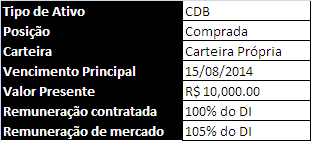 Tipo de Ativo CDB
Posição Comprada
Carteira Carteira Própria
Vencimento Principal 15/08/2014
Valor Presente R$ 10,000.00
Remuneração contratada 100% do DI
Remuneração de mercado 105% do DI